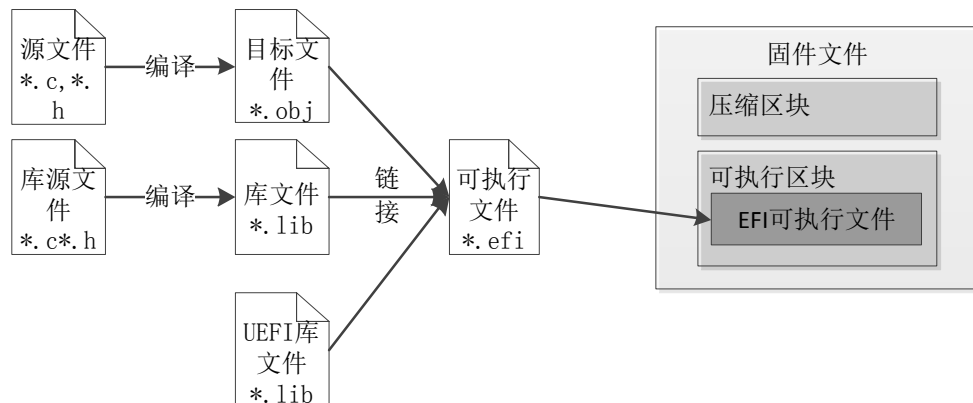 源文件
*.c,*.
h
编译
目标文
件
*.obj
库源文
件
*.c*.h
编译
库文件
*.lib
UEFI库
文件
*.lib
链
接
可执行
文件
*.efi
固件文件
压缩区块
可执行区块
EFI可执行文件